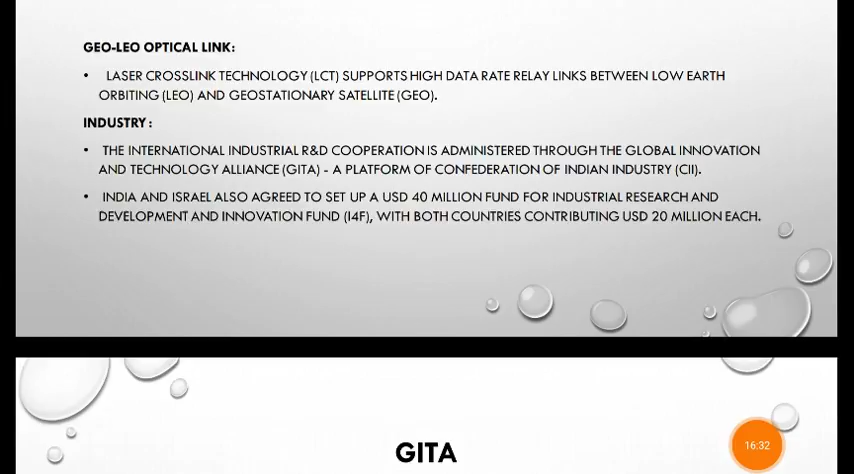 GEO-LEO OPTICAL LINK:
• LASER CROSSLINK TECHNOLOGY (LCT) SUPPORTS HIGH DATA RATE RELAY LINKS BETWEEN LOW EARTH
ORBITING (LEO) AND GEOSTATIONARY SATELLITE (GEO).
INDUSTRY :
• THE INTERNATIONAL INDUSTRIAL R&D COOPERATION IS ADMINISTERED THROUGH THE GLOBAL INNOVATION
AND TECHNOLOGY ALLIANCE (GITA) - A PLATFORM OF CONFEDERATION OF INDIAN INDUSTRY (CII).
• INDIA AND ISRAEL ALSO AGREED TO SET UP A USD 40 MILLION FUND FOR INDUSTRIAL RESEARCH AND
DEVELOPMENT AND INNOVATION FUND (I4F), WITH BOTH COUNTRIES CONTRIBUTING USD 20 MILLION EACH.
GITA
16:32